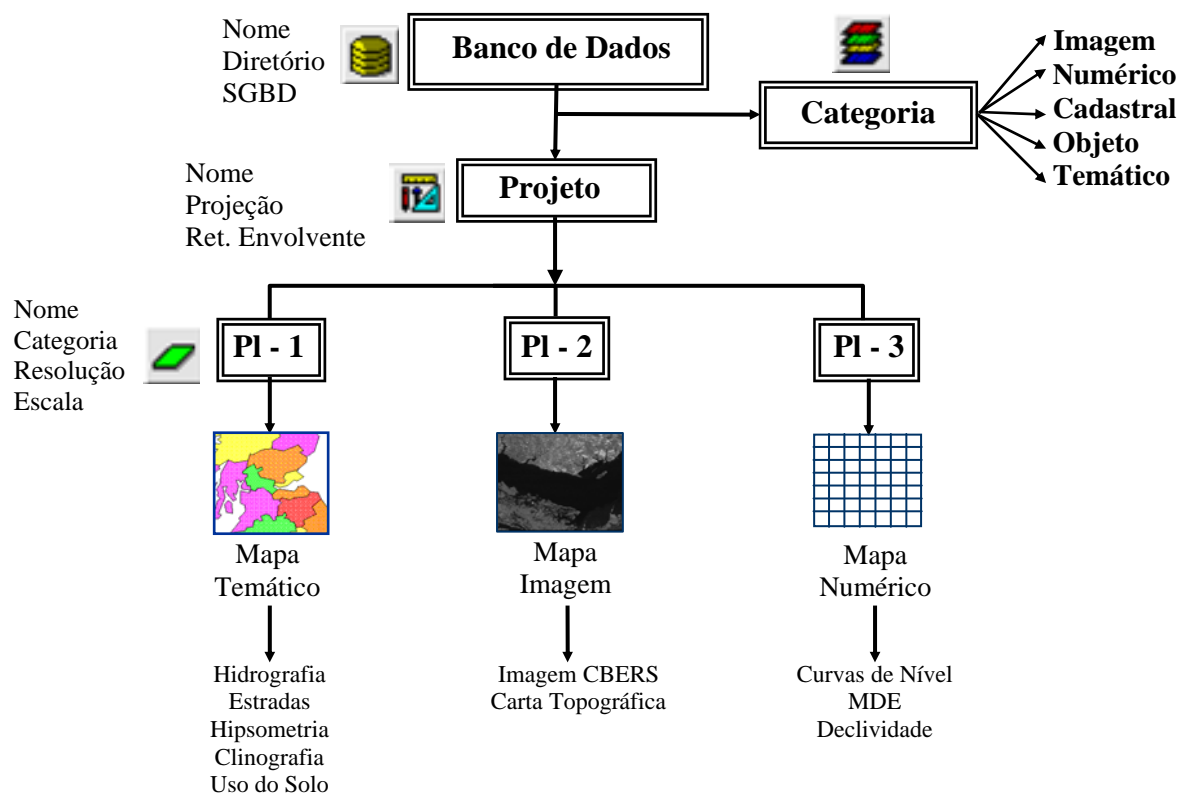 Nome
Diretório
SGBD
Banco de Dados
Categoria
Imagem
Numérico
Cadastral
Objeto
Temático
Nome
Projeção
Ret. Envolvente
Projeto
Nome
Categoria
Resolução
Escala
Pl - 1
Pl - 2
Pl - 3
Mapa
Temático
Mapa
Imagem
Mapa
Numérico
Hidrografia
Estradas
Hipsometria
Clinografia
Uso do Solo
Imagem CBERS
Carta Topográfica
Curvas de Nível
MDE
Declividade